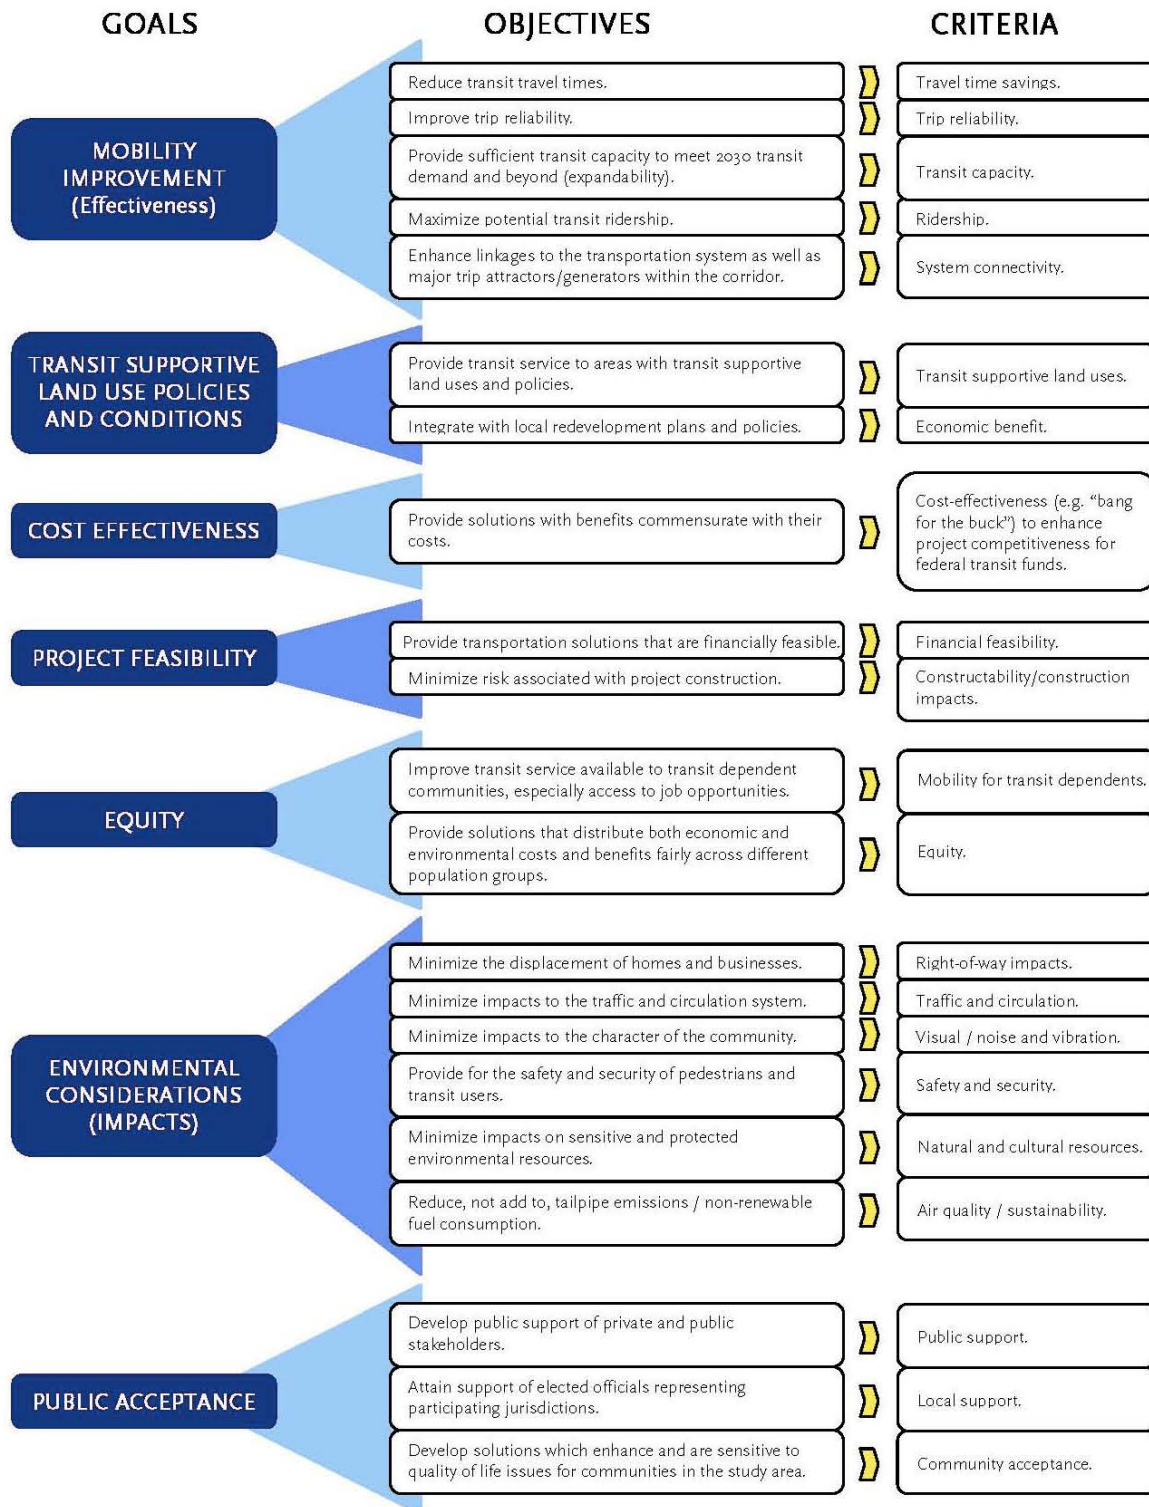 GOALS
OBJECTIVES
CRITERIA
MOBILITY
IMPROVEMENT
(Effectiveness)
Reduce transit travel times.
Travel time savings.
Improve trip reliability.
Trip reliability.
Provide sufficient transit capacity to meet 2030 transit
demand and beyond (expandability).
Transit capacity.
Maximize potential transit ridership.
Ridership.
Enhance linkages to the transportation system as well as
major trip attractors/generators within the corridor.
System connectivity.
TRANSIT SUPPORTIVE
LAND USE POLICIES
AND CONDITIONS
Provide transit service to areas with transit supportive
land uses and policies.
Transit supportive land uses.
Integrate with local redevelopment plans and policies.
Economic benefit.
COST EFFECTIVENESS
Provide solutions with benefits commensurate with their
costs.
Cost-effectiveness (e.g. “bang
for the buck”) to enhance
project competitiveness for
federal transit funds.
PROJECT FEASIBILITY
Provide transportation solutions that are financially feasible.
Financial feasibility.
Minimize risk associated with project construction.
Constructability/construction
impacts.
EQUITY
Improve transit service available to transit dependent
communities, especially access to job opportunities.
Mobility for transit dependents.
Provide solutions that distribute both economic and
environmental costs and benefits fairly across different
population groups.
Equity.
ENVIRONMENTAL
CONSIDERATIONS
(IMPACTS)
Minimize the displacement of homes and businesses.
Right-of-way impacts.
Minimize impacts to the traffic and circulation system.
Traffic and circulation.
Minimize impacts to the character of the community.
Visual / noise and vibration.
Provide for the safety and security of pedestrians and
transit users.
Safety and security.
Minimize impacts on sensitive and protected
environmental resources.
Natural and cultural resources.
Reduce, not add to, tailpipe emissions / non-renewable
fuel consumption.
Air quality / sustainability.
PUBLIC ACCEPTANCE
Develop public support of private and public
stakeholders.
Public support.
Attain support of elected officials representing
participating jurisdictions.
Local support.
Develop solutions which enhance and are sensitive to
quality of life issues for communities in the study area.
Community acceptance.